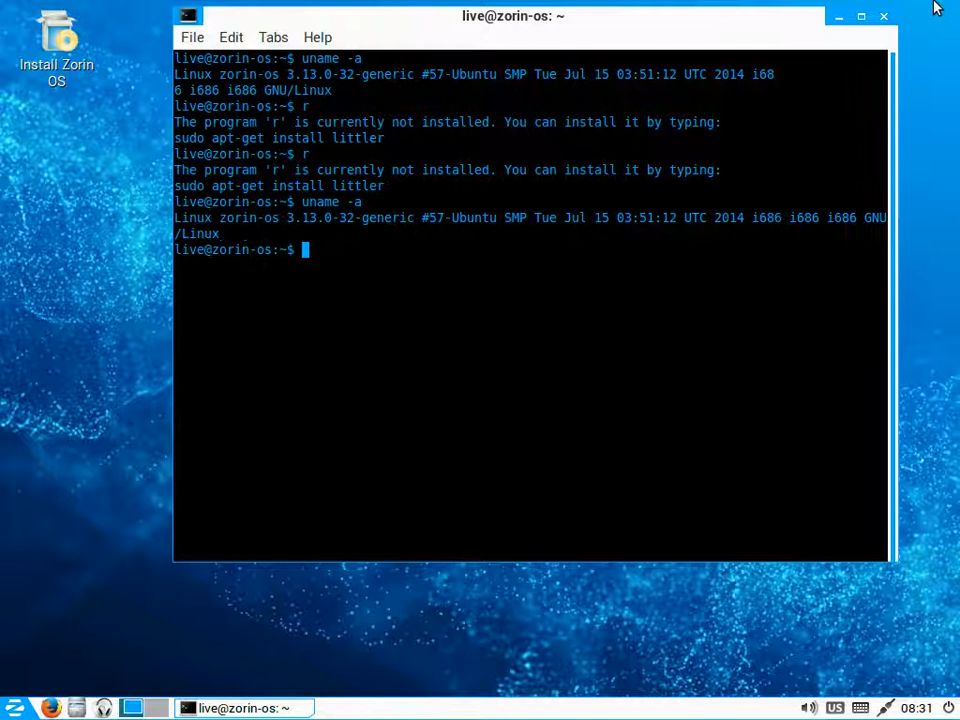 Install Zorin
OS
live@zorin-os: ~
File Edit Tabs Help
live@zorin-os:~$ uname -a
Linux zorin-os 3.13.0-32-generic #57-Ubuntu SMP Tue Jul 15 03:51:12 UTC 2014 i68
6 i686 i686 GNU/Linux
live@zorin-os:~$ r
The program 'r' is currently not installed. You can install it by typing:
sudo apt-get install littler
live@zorin-os:~$ r
The program 'r' is currently not installed. You can install it by typing:
sudo apt-get install littler
live@zorin-os:~$ uname -a
Linux zorin-os 3.13.0-32-generic #57-Ubuntu SMP Tue Jul 15 03:51:12 UTC 2014 i686 i686 i686 GNU
/Linux
live@zorin-os:~$
live@zorin-os: ~
US
08:31